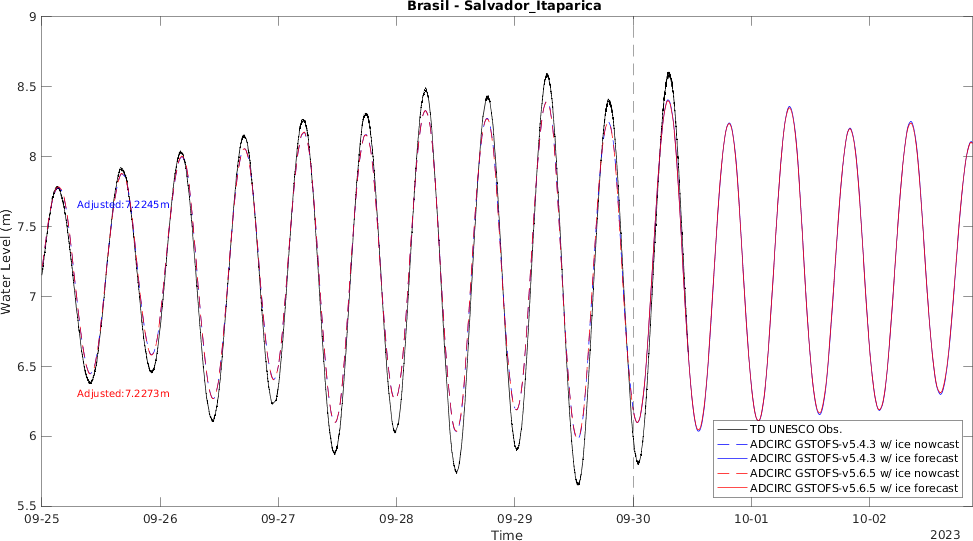 Brasil - Salvador_Itaparica
Water Level (m)
9
8.5
8
7.5
7
6.5
6
5.5
Adjusted:7.2245m
Adjusted:7.2273m
TD UNESCO Obs.
ADCIRC GSTOFS-v5.4.3 w/ ice nowcast
ADCIRC GSTOFS-v5.4.3 w/ ice forecast
ADCIRC GSTOFS-v5.6.5 w/ ice nowcast
ADCIRC GSTOFS-v5.6.5 w/ ice forecast
09-25 09-26 09-27 09-28 09-29 09-30 10-01 10-02
Time
2023